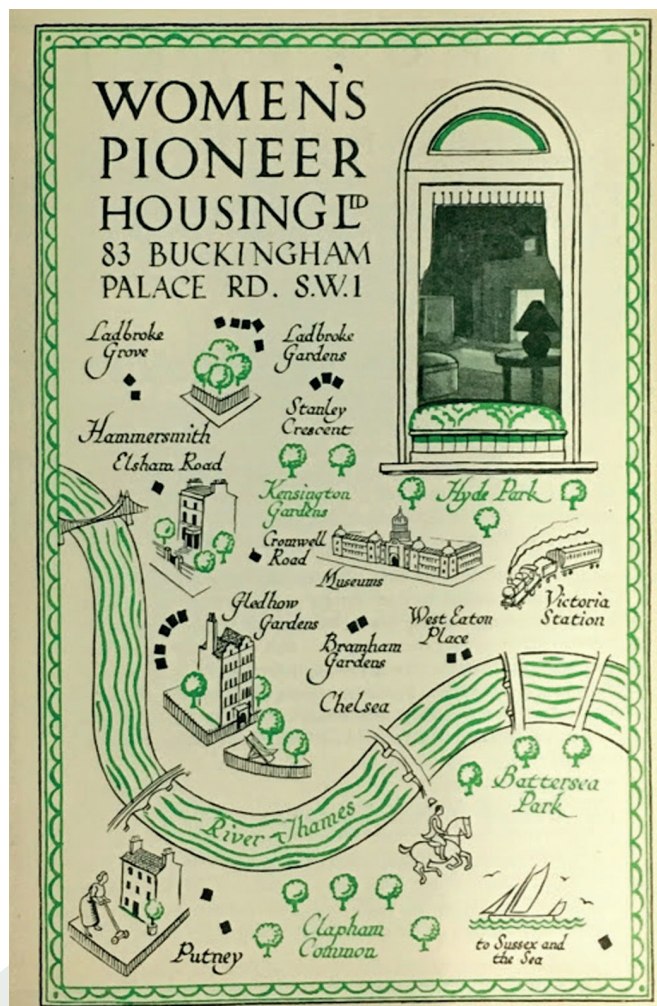 WOMEN'S
PIONEER
HOUSING LTD
83 BUCKINGHAM
PALACE RD. S.W.1
Ladbroke
Grove
Ladbroke
Gardens
Stanley
Crescent
Hammersmith
Elsham Road
Kensington
Gardens
Hyde Park
Cromwell
Road
Museums
Victoria
Station
Gledhow
Gardens
West Eaton
Place
Bramham
Gardens
Chelsea
Battersea
Park
River Thames
Putney
Clapham
Common
to Sussex and
the Sea